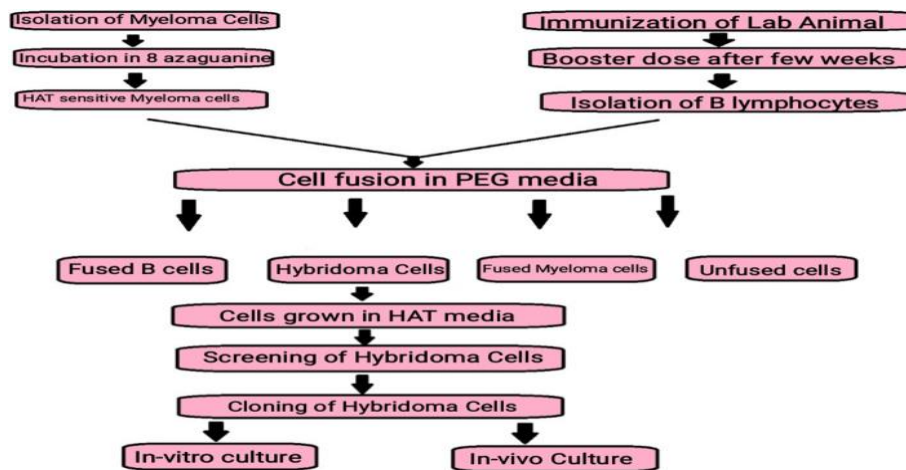 Isolation of Myeloma Cells
Incubation in 8 azaguanine
HAT sensitive Myeloma cells
Immunization of Lab Animal
Booster dose after few weeks
Isolation of B lymphocytes
Cell fusion in PEG media
Fused B cells
Hybridoma Cells
Fused Myeloma cells
Unfused cells
Cells grown in HAT media
Screening of Hybridoma Cells
Cloning of Hybridoma Cells
In-vitro culture
In-vivo Culture